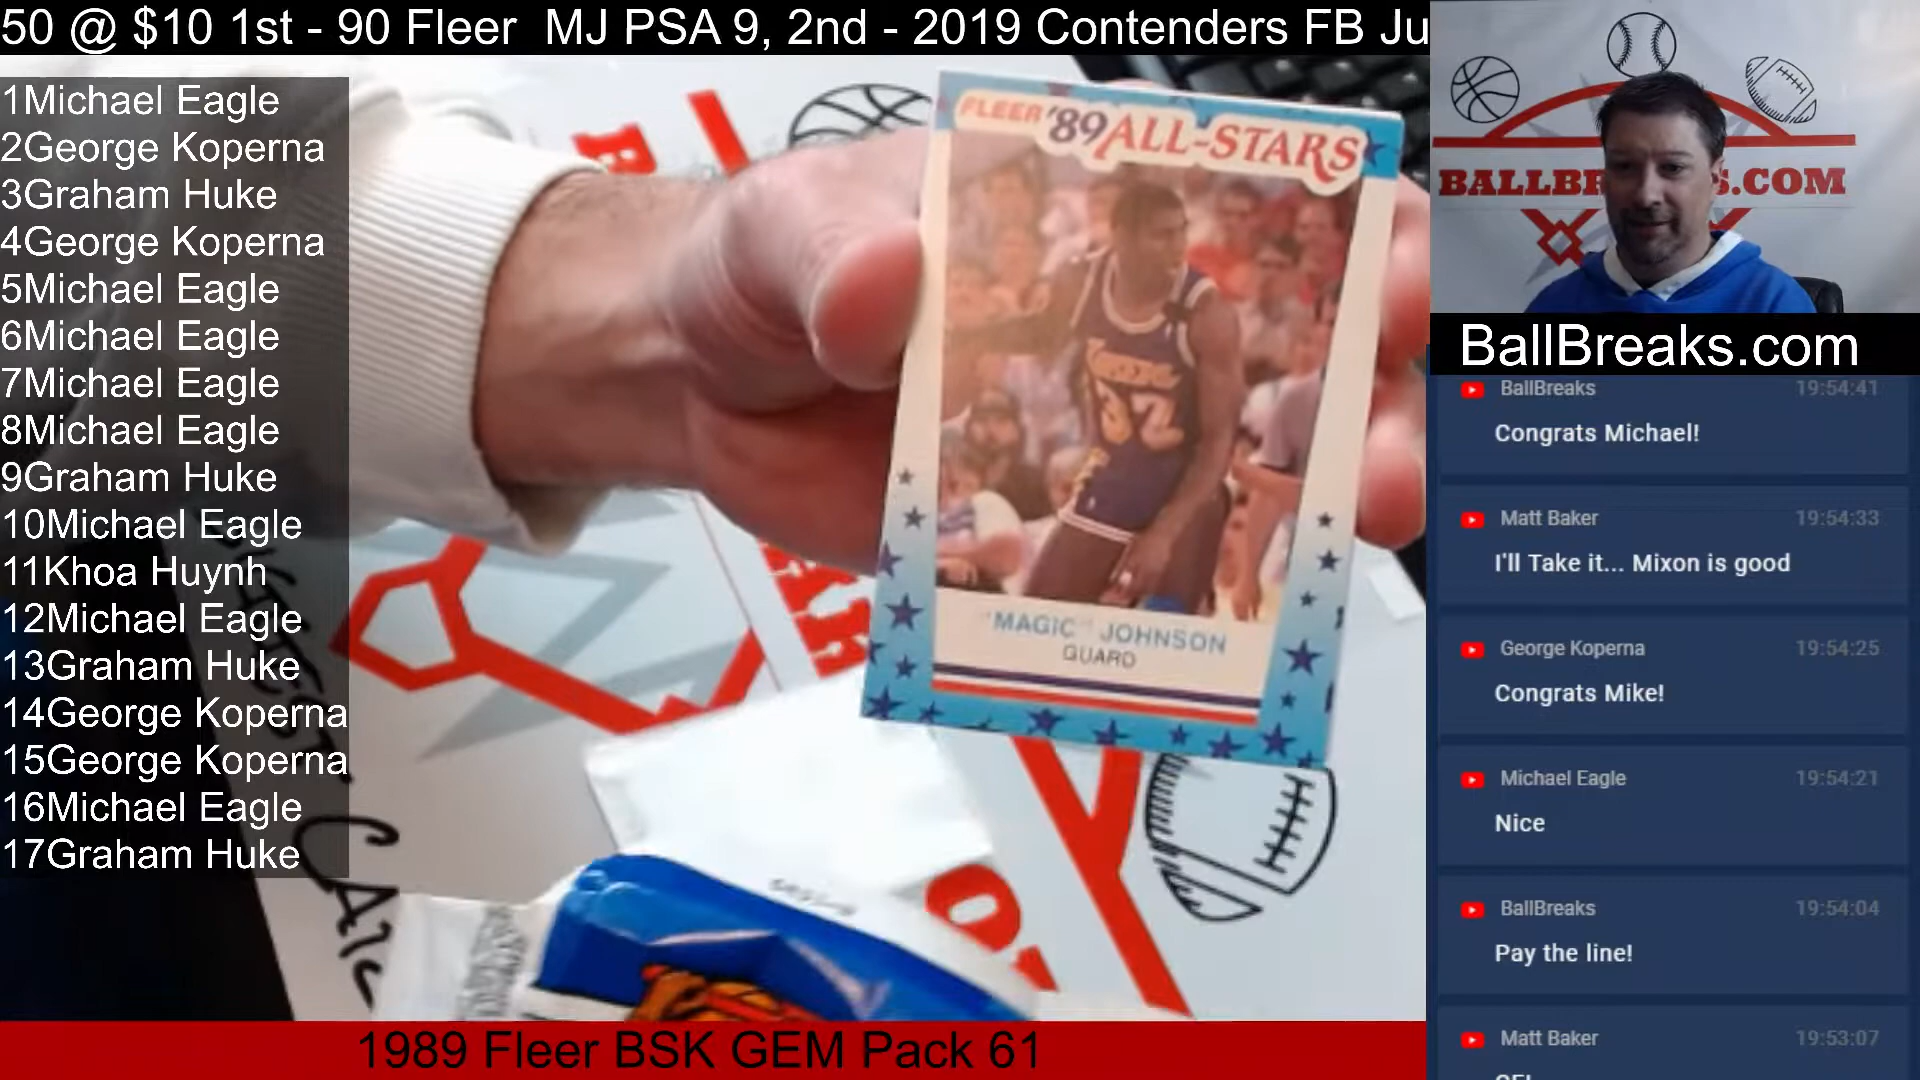 50 @ $10 1st - 90 Fleer  MJ PSA 9, 2nd - 2019 Contenders FB Ju
1Michael Eagle
2George Koperna
3Graham Huke
4George Koperna
5Michael Eagle
6Michael Eagle
7Michael Eagle
8Michael Eagle
9Graham Huke
10Michael Eagle
11Khoa Huynh
12Michael Eagle
13Graham Huke
14George Koperna
15George Koperna
16Michael Eagle
17Graham Huke
FLEER '89 ALL-STARS
LAKERS
32
"MAGIC" JOHNSON
GUARD
1989 Fleer BSK GEM Pack 61
BALLBR S.COM
BallBreaks.com
BallBreaks 19:54:41
Congrats Michael!
Matt Baker 19:54:33
I'll Take it... Mixon is good
George Koperna 19:54:25
Congrats Mike!
Michael Eagle 19:54:21
Nice
BallBreaks 19:54:04
Pay the line!
Matt Baker 19:53:07